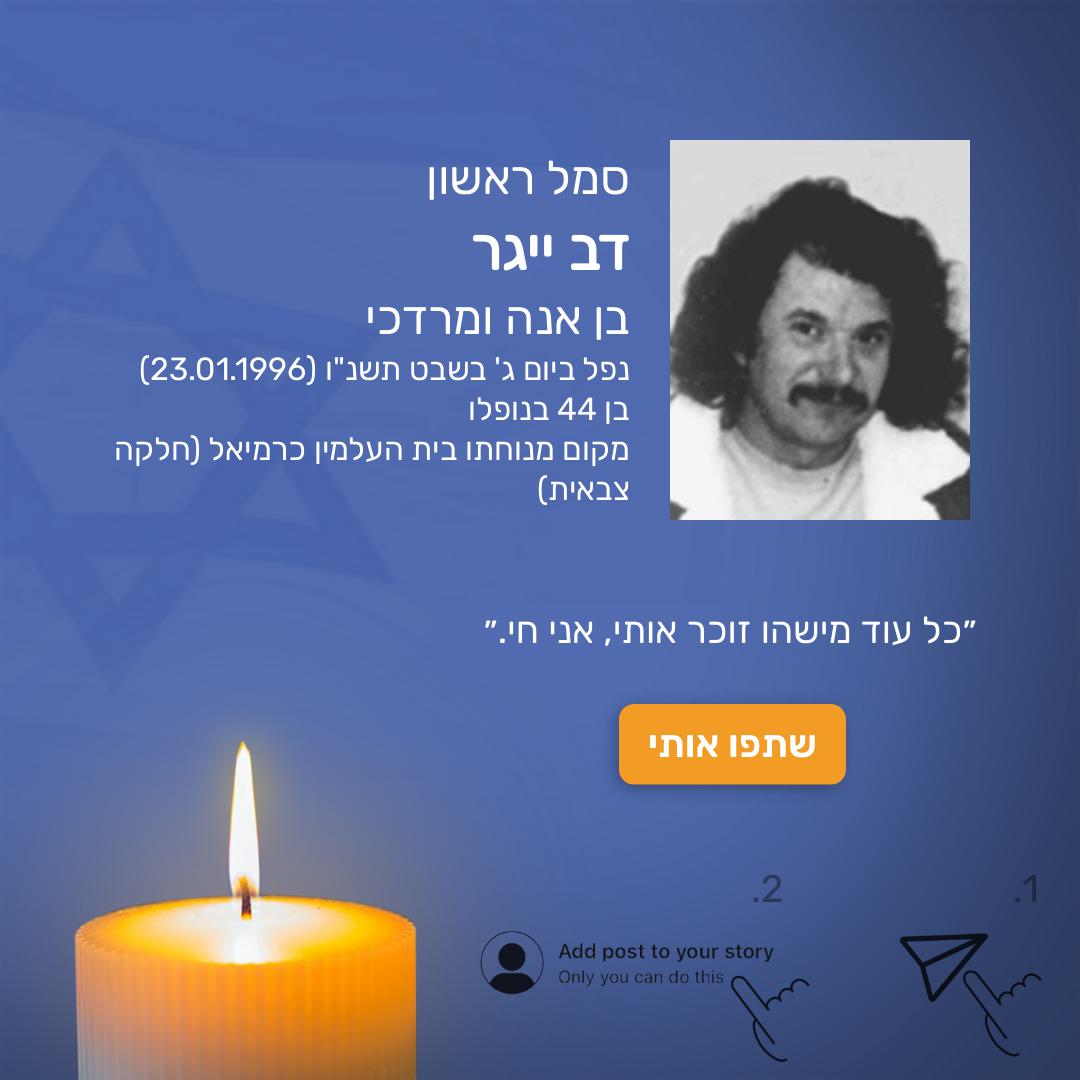 סמל ראשון
דב ייגר
בן אנה ומרדכי
נפל ביום ג' בשבט תשנ"ו (23.01.1996)
בן 44 בנופלו
מקום מנוחתו בית העלמין כרמיאל (חלקה
צבאית)
״כל עוד מישהו זוכר אותי, אני חי.״
שתפו אותי
.1
.2
Add post to your story
Only you can do this